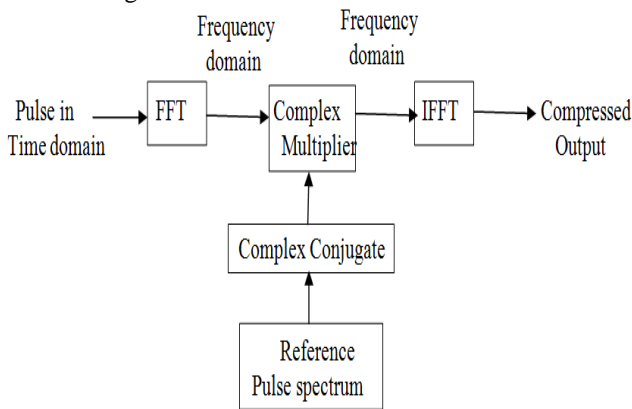 Frequency
domain
Frequency
domain
Pulse in
Time domain
FFT
Complex
Multiplier
IFFT
Compressed
Output
Complex Conjugate
Reference
Pulse spectrum